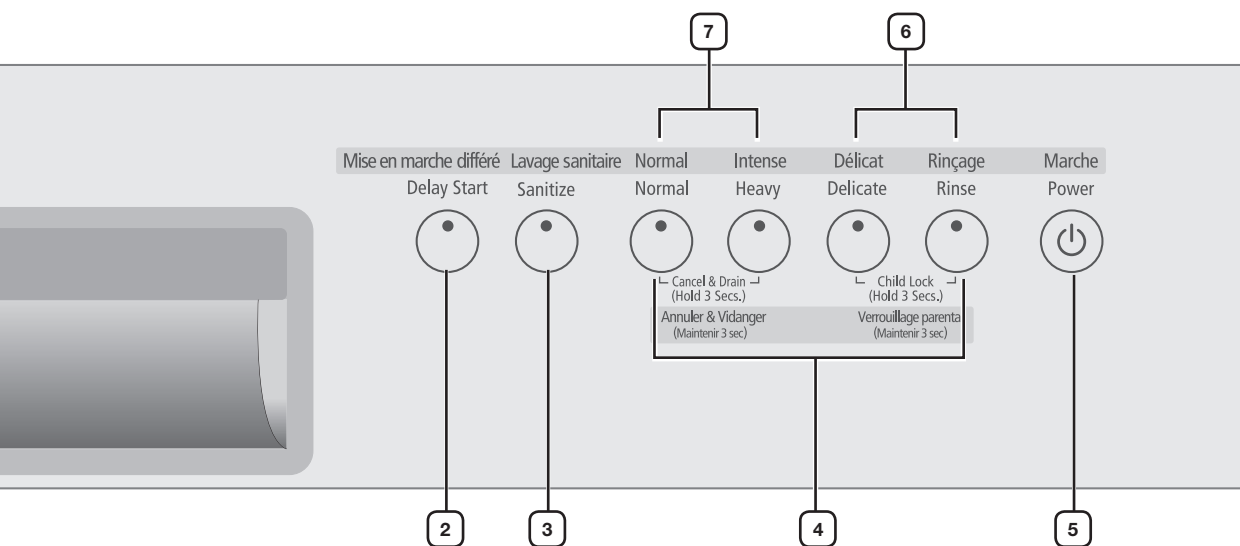 7 6
Mise en marche différé Lavage sanitaire Normal Intense Délicat Rinçage Marche
Delay Start Sanitize Normal Heavy Delicate Rinse Power
Cancel & Drain Child Lock
(Hold 3 Secs.) (Hold 3 Secs.)
Annuler & Vidanger Verrouillage parenta
(Maintenir 3 sec) (Maintenir 3 sec)
2 3 4 5